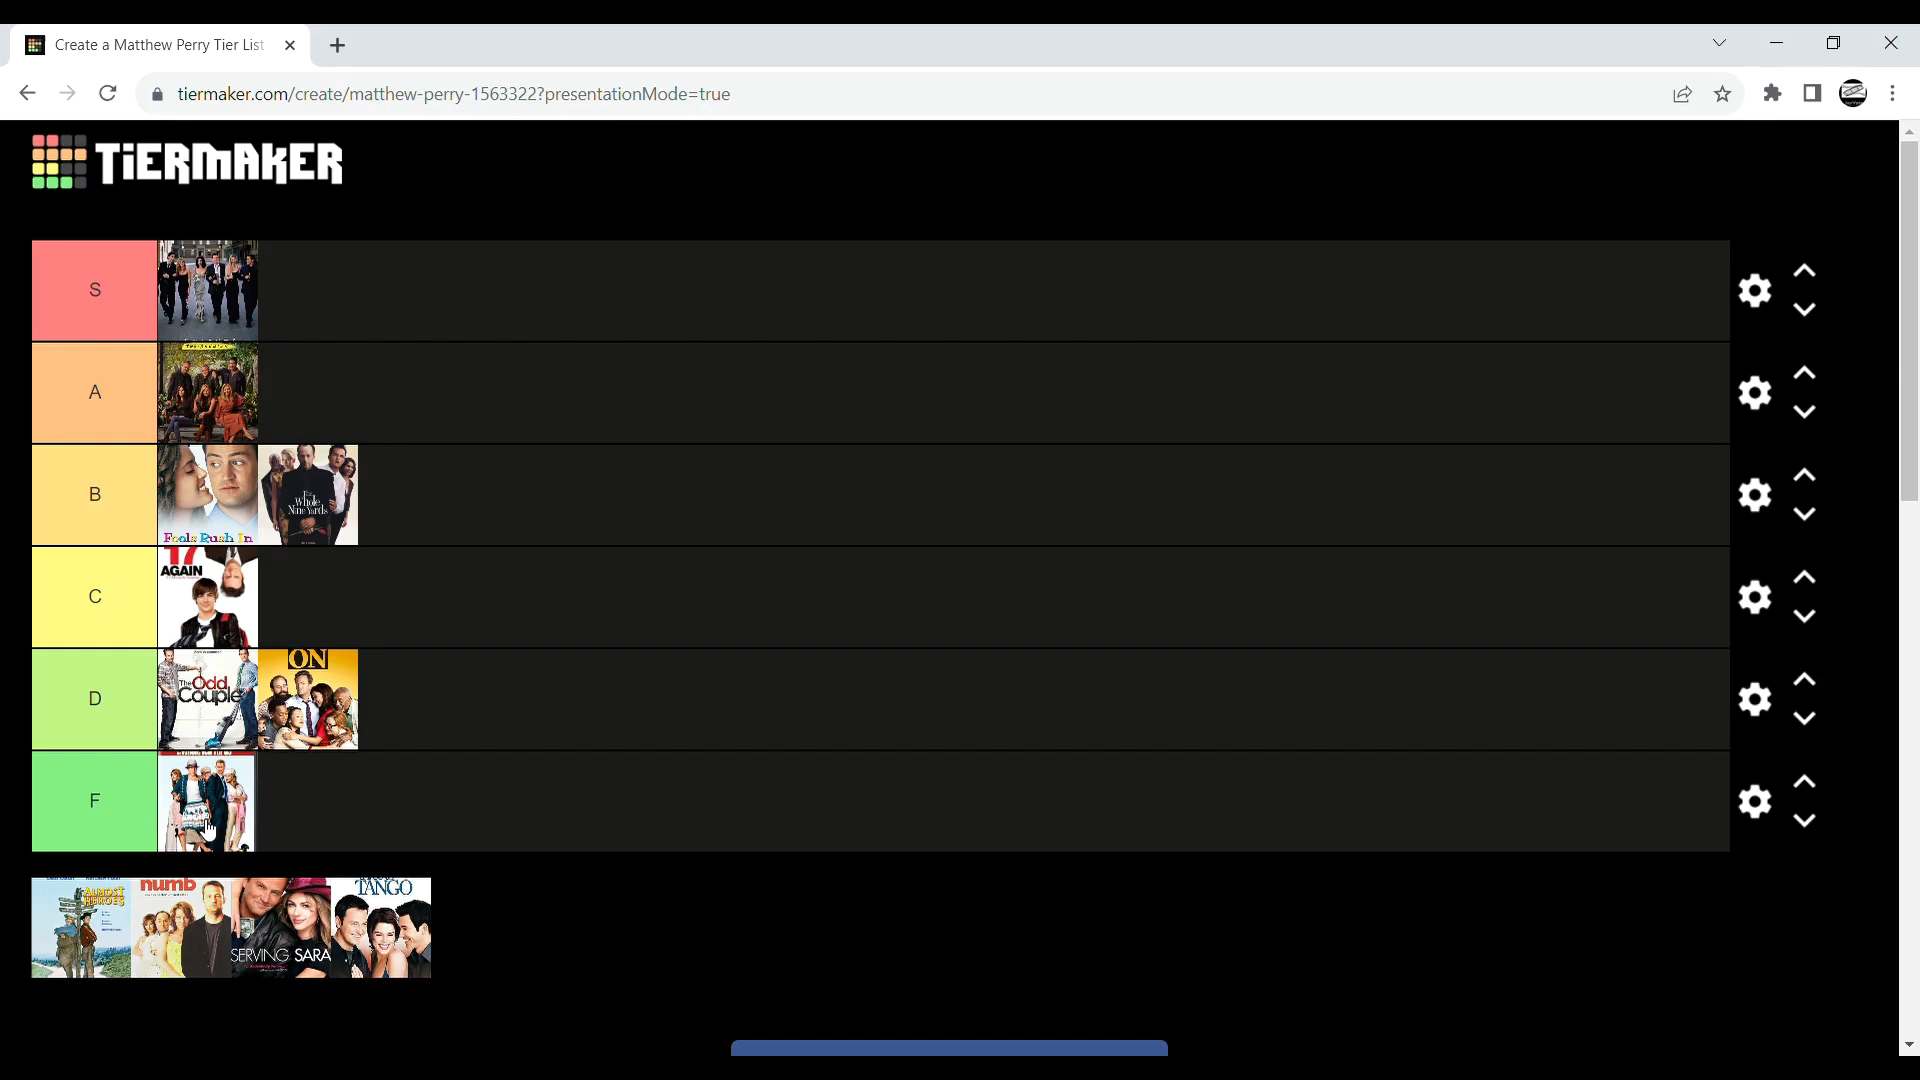 Create a Matthew Perry Tier List
tiermaker.com/create/matthew-perry-1563322?presentationMode=true
TiERMAKER
S
A
B
Fools Rush In
The
Whole
Nine Yards
C
17
AGAIN
D
The Odd
Couple
ON
F
ALMOST
HEROES
numb
SERVING SARA
TANGO